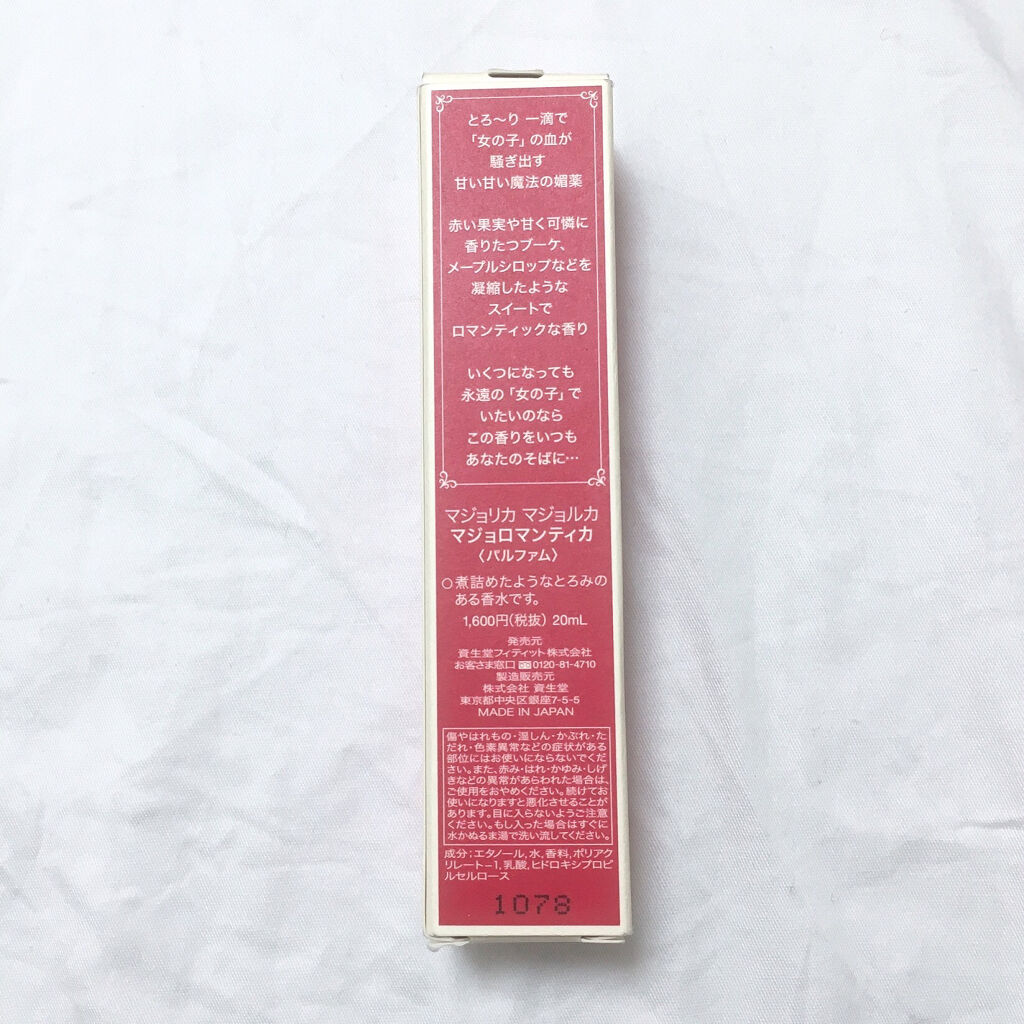 とろ〜り 一滴で
「女の子」の血が
騒ぎ出す
甘い甘い魔法の媚薬
赤い果実や甘く可憐に
香りたつブーケ、
メープルシロップなどを
凝縮したような
スイートで
ロマンティックな香り
いくつになっても
永遠の「女の子」で
いたいのなら
この香りをいつも
あなたのそばに…
マジョリカ マジョルカ
マジョロマンティカ
〈パルファム〉
○煮詰めたようなとろみの
ある香水です。
1,600円(税抜) 20mL
発売元
資生堂フィティット株式会社
お客さま窓口 0120-81-4710
製造販売元
株式会社 資生堂
東京都中央区銀座7-5-5
MADE IN JAPAN
傷やはれもの・湿しん・かぶれ・た
だれ・色素異常などの症状がある
部位にはお使いにならないでくだ
さい。また、赤み・はれ・かゆみ・しげ
きなどの異常があらわれた場合は、
ご使用をおやめください。続けてお
使いになりますと悪化させることが
あります。目に入らないようご注意
ください。もし入った場合はすぐに
水かぬるま湯で洗い流してください。
成分;エタノール,水,香料,ポリアク
リレート-1,乳酸,ヒドロキシプロピ
ルセルロース
1078